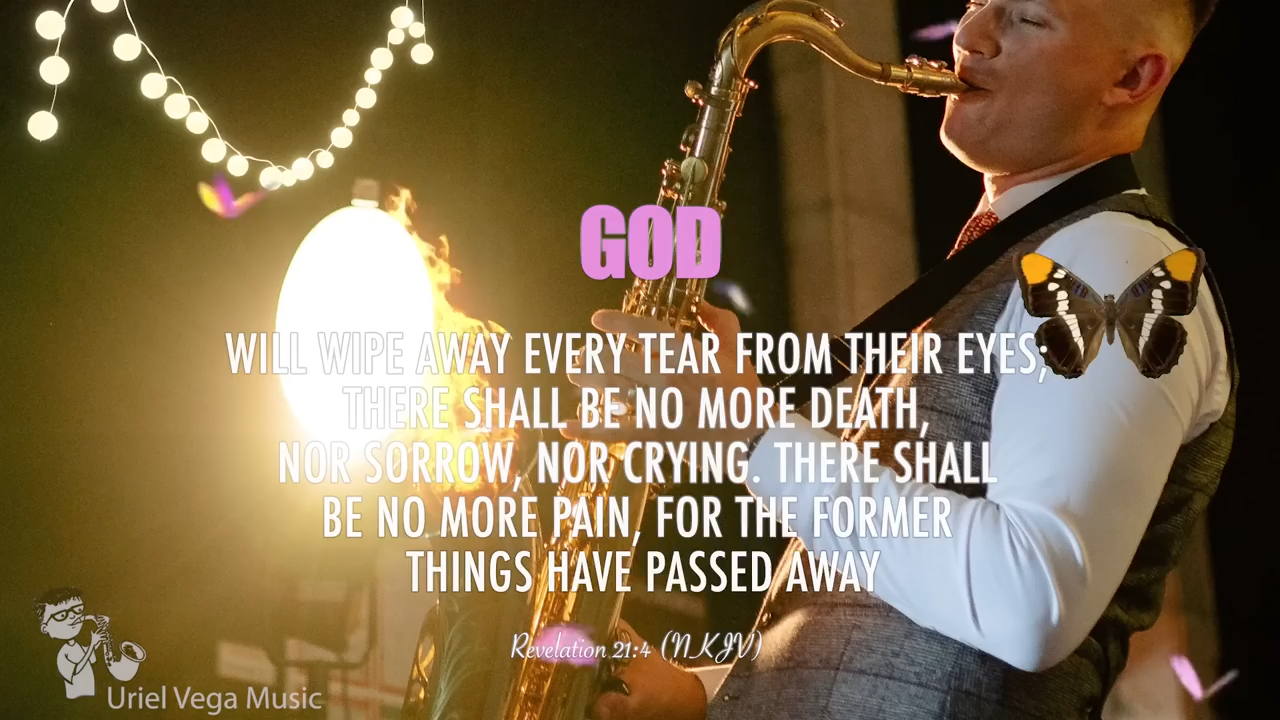 GOD
WILL WIPE AWAY EVERY TEAR FROM THEIR EYES;
THERE SHALL BE NO MORE DEATH,
NOR SORROW, NOR CRYING. THERE SHALL
BE NO MORE PAIN, FOR THE FORMER
THINGS HAVE PASSED AWAY
Revelation 21:4 (NKJV)
Uriel Vega Music